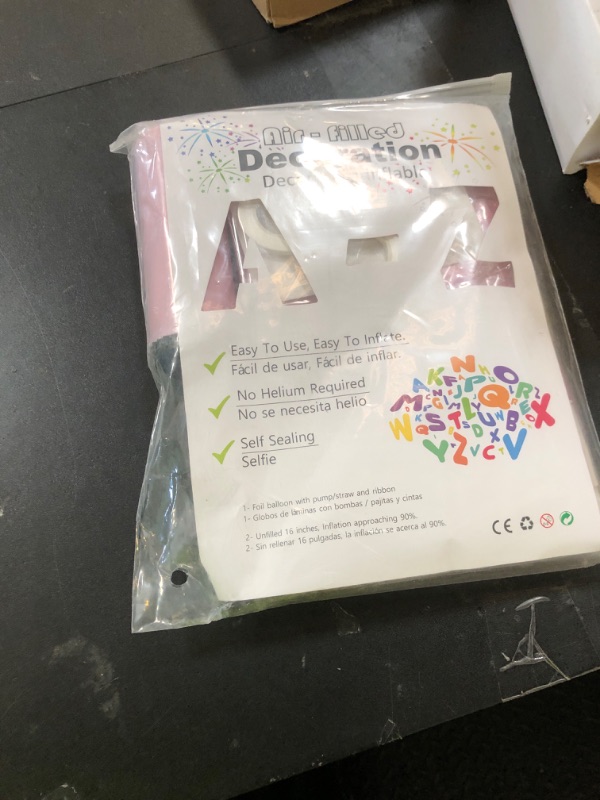 Air - filled
Decoration
A - Z
Easy To Use, Easy To Inflate.
Fácil de usar, Fácil de inflar.
No Helium Required
No se necesita helio
Self Sealing
Selfie
1- Foil balloon with pump/straw and ribbon
1- Globos de láninas con bombas / pajitas y cintas
2- Unfilled 16 inches, Inflation approaching 90%.
2- Sin rellenar 16 pulgadas, la inflación se acerca al 90%.
CE